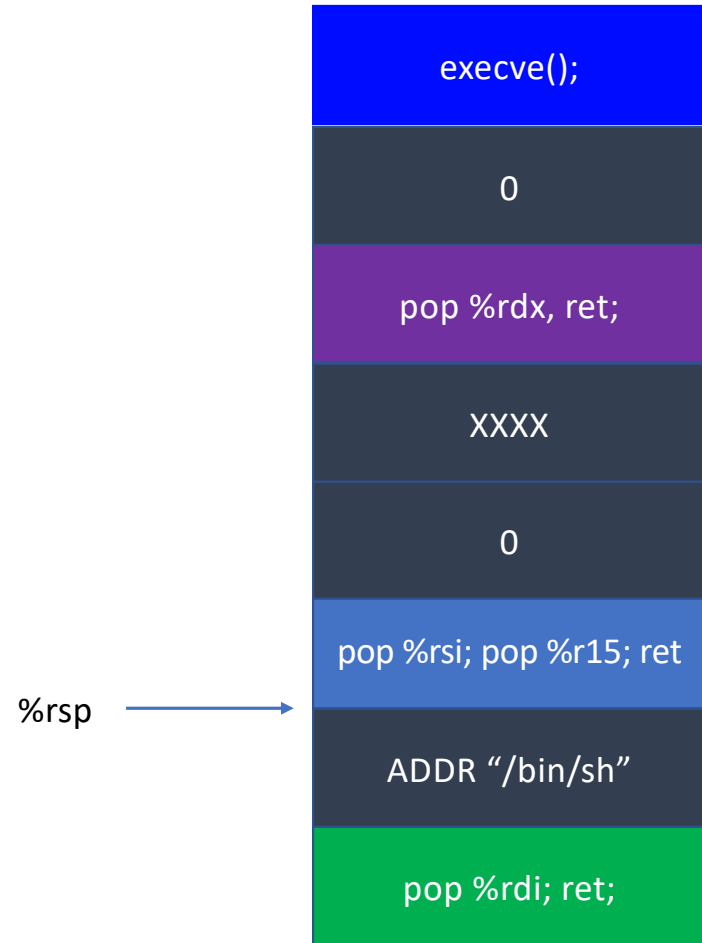 execve();
0
pop %rdx, ret;
XXXX
0
pop %rsi; pop %r15; ret
%rsp
ADDR “/bin/sh”
pop %rdi; ret;